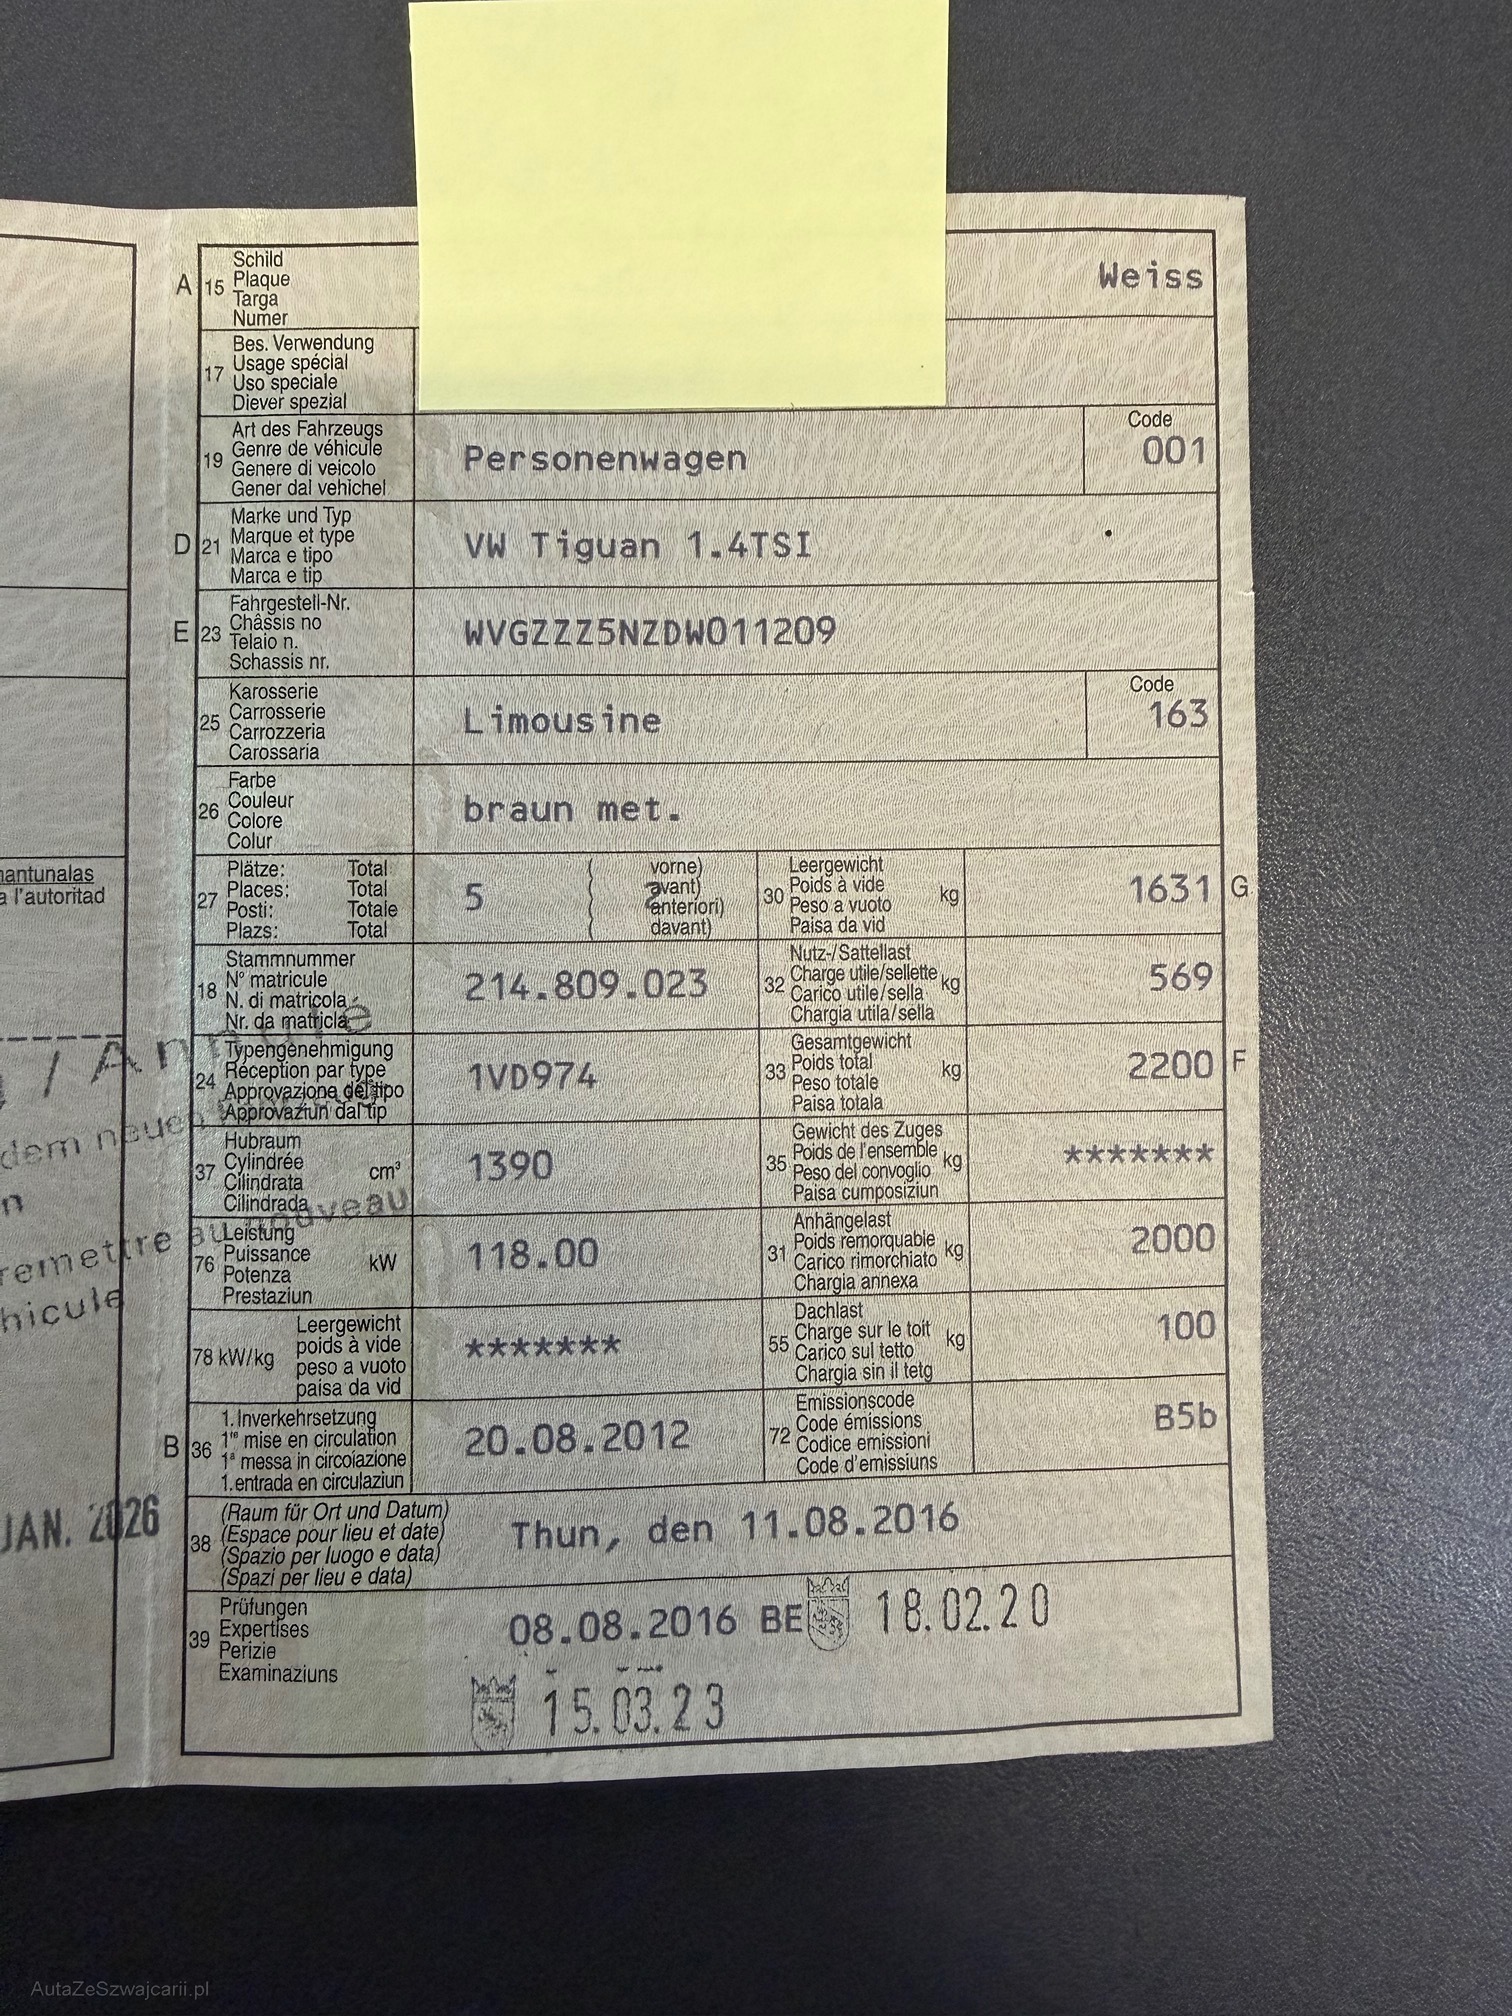 A 15 Schild
Plaque
Targa
Numer
Weiss
17 Bes. Verwendung
Usage spécial
Uso speciale
Diever spezial
19 Art des Fahrzeugs
Genre de véhicule
Genere di veicolo
Gener dal vehichel
Personenwagen
Code
001
D 21 Marke und Typ
Marque et type
Marca e tipo
Marca e tip
VW Tiguan 1.4TSI
E 23 Fahrgestell-Nr.
Châssis no
Telaio n.
Schassis nr.
WVGZZZ5NZDW011209
25 Karosserie
Carrosserie
Carrozzeria
Carossaria
Limousine
Code
163
26 Farbe
Couleur
Colore
Colur
braun met.
27 Plätze: Total
Places: Total
Posti: Totale
Plazs: Total
5
( vorne)
( avant)
( anteriori)
( davant)
2
30 Leergewicht
Poids à vide
Peso a vuoto
Paisa da vid
kg
1631 G
18 Stammnummer
N° matricule
N. di matricola
Nr. da matricla
214.809.023
32 Nutz-/Sattellast
Charge utile/sellette
Carico utile/sella
Chargia utila/sella
kg
569
24 Typengenehmigung
Réception par type
Approvazione del tipo
Approvaziun dal tip
1VD974
33 Gesamtgewicht
Poids total
Peso totale
Paisa totala
kg
2200 F
37 Hubraum
Cylindrée
Cilindrata
Cilindrada
cm³
1390
35 Gewicht des Zuges
Poids de l'ensemble
Peso del convoglio
Paisa cumposiziun
kg
*******
76 Leistung
Puissance
Potenza
Prestaziun
kW
118.00
31 Anhängelast
Poids remorquable
Carico rimorchiato
Chargia annexa
kg
2000
78 kW/kg Leergewicht
poids à vide
peso a vuoto
paisa da vid
*******
55 Dachlast
Charge sur le toit
Carico sul tetto
Chargia sin il tetg
kg
100
B 36 1. Inverkehrsetzung
1re mise en circulation
1a messa in circolazione
1. entrada en circulaziun
20.08.2012
72 Emissionscode
Code émissions
Codice emissioni
Code d'emissiuns
B5b
38 (Raum für Ort und Datum)
(Espace pour lieu et date)
(Spazio per luogo e data)
(Spazi per lieu e data)
Thun, den 11.08.2016
39 Prüfungen
Expertises
Perizie
Examinaziuns
08.08.2016 BE 18.02.20
15.03.23
a l'autoritad
/ Annulé
dem neuen
remettre au nouveau
JAN. 2026
AutaZeSzwajcarii.pl